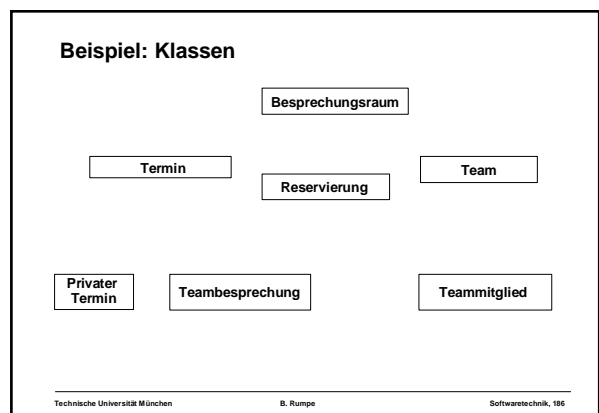 Beispiel: Klassen
Besprechungsraum
Termin
Reservierung
Team
Privater
Termin
Teambesprechung
Teammitglied
Technische Universität München B. Rumpe Softwaretechnik, 186